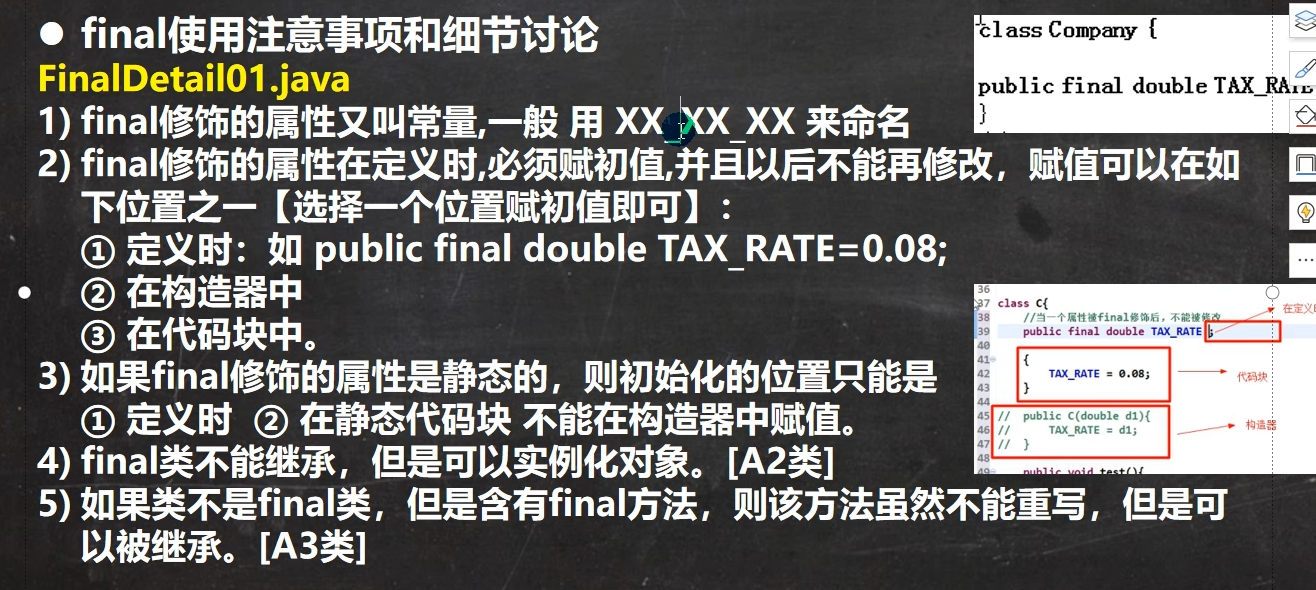 ● final使用注意事项和细节讨论
FinalDetail01.java
1) final修饰的属性又叫常量,一般 用 XX_XX_XX 来命名
2) final修饰的属性在定义时,必须赋初值,并且以后不能再修改，赋值可以在如
下位置之一【选择一个位置赋初值即可】:
① 定义时：如 public final double TAX_RATE=0.08;
② 在构造器中
③ 在代码块中。
3) 如果final修饰的属性是静态的，则初始化的位置只能是
① 定义时 ② 在静态代码块 不能在构造器中赋值。
4) final类不能继承，但是可以实例化对象。[A2类]
5) 如果类不是final类，但是含有final方法，则该方法虽然不能重写，但是可
以被继承。[A3类]
class Company {
public final double TAX_RATE
}
36
37 class C{
38 //当一个属性被final修饰后，不能被修改
39 public final double TAX_RATE ;
在定义
40
41 {
42 TAX_RATE = 0.08;
代码块
43 }
44
45 // public C(double d1){
46 // TAX_RATE = d1;
构造器
47 // }
48
49 public void test(){